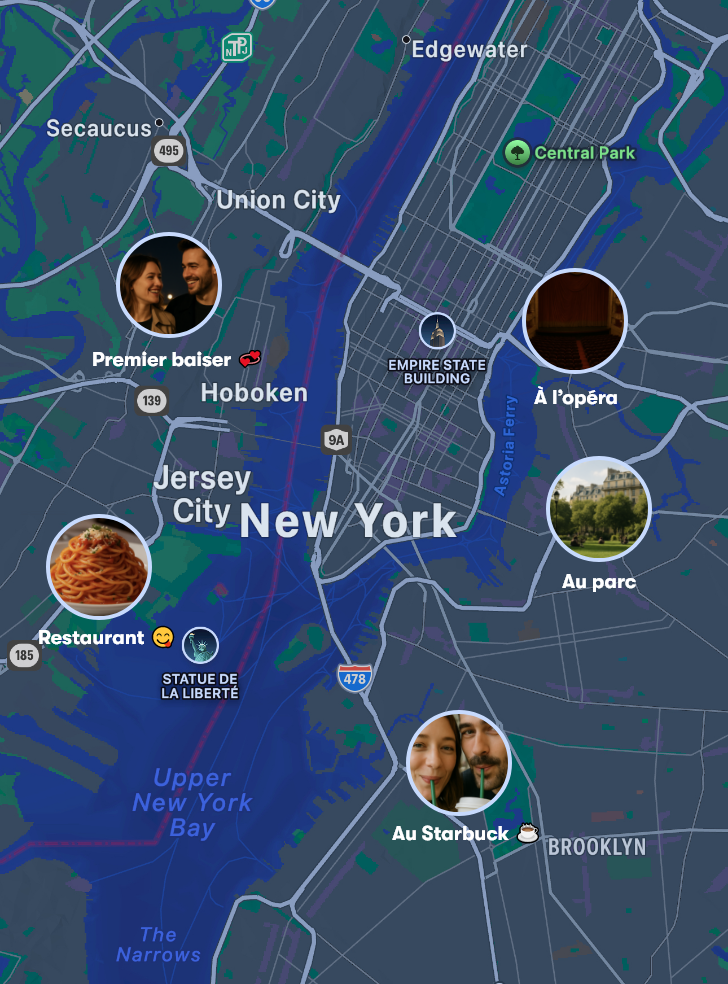 Edgewater
NTPJ
Secaucus
495
Central Park
Union City
Premier baiser
EMPIRE STATE
BUILDING
À l'opéra
139
Hoboken
9A
Astoria Ferry
Jersey
City
New York
Au parc
Restaurant
185
STATUE DE
LA LIBERTÉ
478
Upper
New York
Bay
Au Starbuck
BROOKLYN
The
Narrows